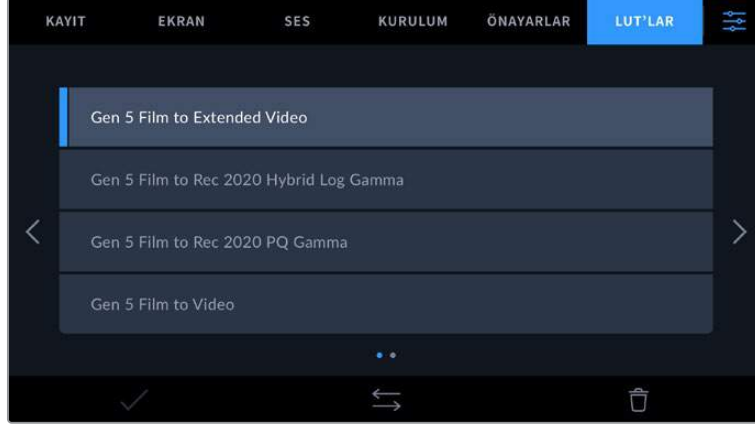 KAYIT EKRAN SES KURULUM ÖNAYARLAR LUT'LAR
Gen 5 Film to Extended Video
Gen 5 Film to Rec 2020 Hybrid Log Gamma
Gen 5 Film to Rec 2020 PQ Gamma
Gen 5 Film to Video